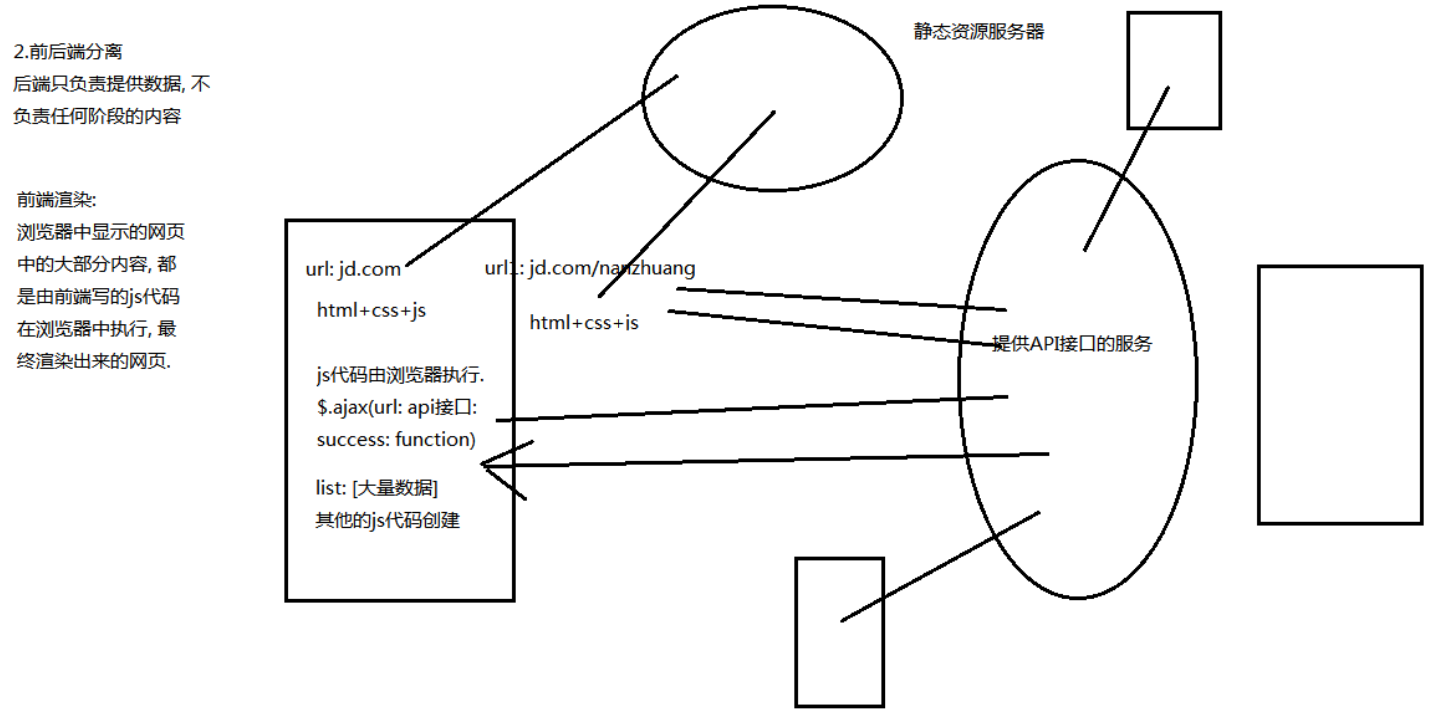 2.前后端分离
后端只负责提供数据, 不
负责任何阶段的内容
前端渲染:
浏览器中显示的网页
中的大部分内容, 都
是由前端写的js代码
在浏览器中执行, 最
终渲染出来的网页.
静态资源服务器
url: jd.com
html+css+js
js代码由浏览器执行.
$.ajax(url: api接口:
success: function)
list: [大量数据]
其他的js代码创建
url1: jd.com/nanzhuang
html+css+js
提供API接口的服务